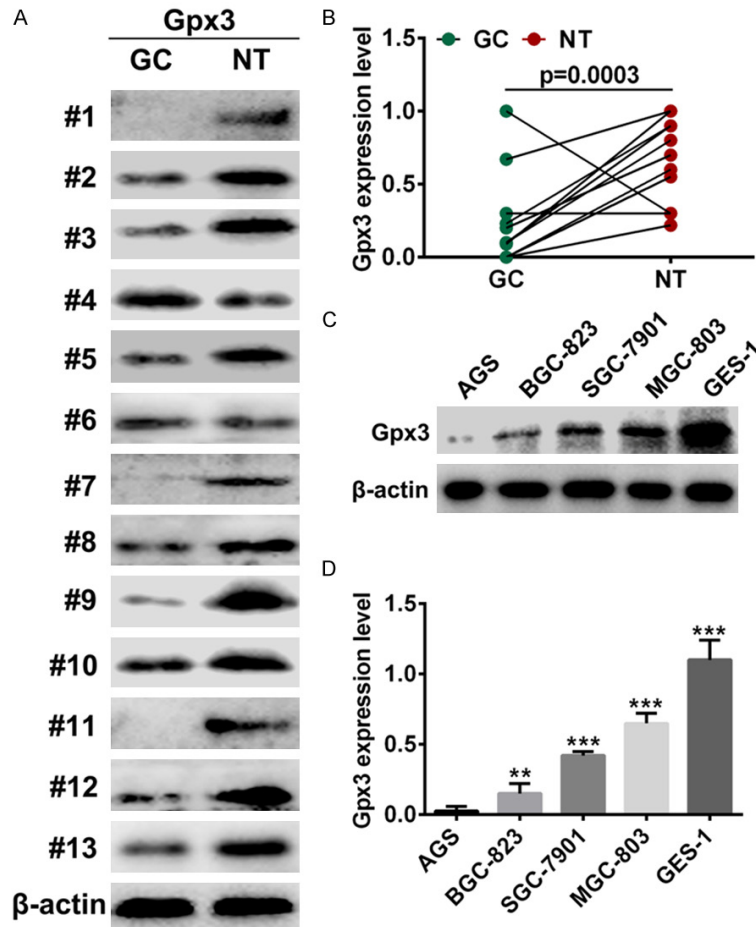 A
Gpx3
GC NT
#1
#2
#3
#4
#5
#6
#7
#8
#9
#10
#11
#12
#13
β-actin
B
GC NT
p=0.0003
Gpx3 expression level
1.5
1.0
0.5
0.0
GC NT
C
AGS BGC-823 SGC-7901 MGC-803 GES-1
Gpx3
β-actin
D
Gpx3 expression level
1.5
1.0
0.5
0.0
** *** *** ***
AGS BGC-823 SGC-7901 MGC-803 GES-1